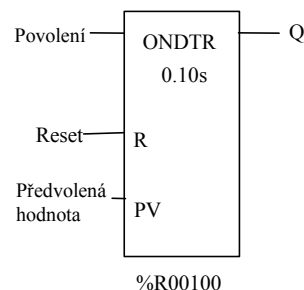 Povolení
ONDTR
Q
0.10s
Reset
R
Předvolená
hodnota
PV
%R00100